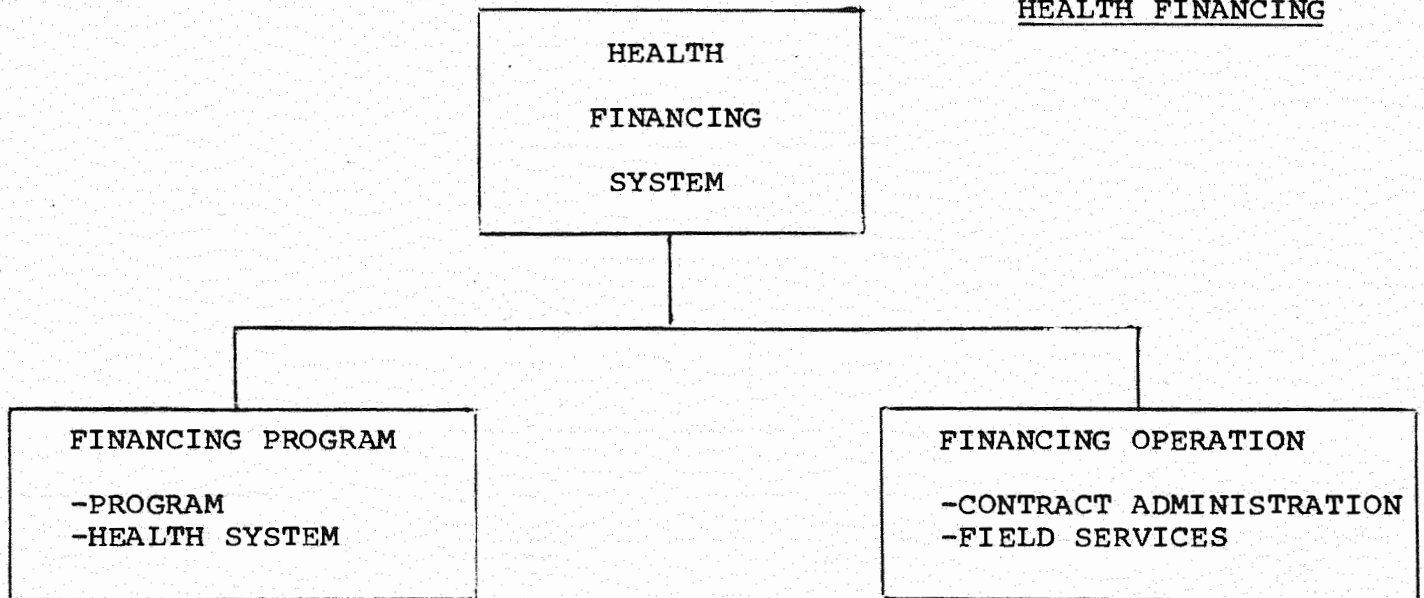 HEALTH FINANCING
HEALTH
FINANCING
SYSTEM
FINANCING PROGRAM
-PROGRAM
-HEALTH SYSTEM
FINANCING OPERATION
-CONTRACT ADMINISTRATION
-FIELD SERVICES